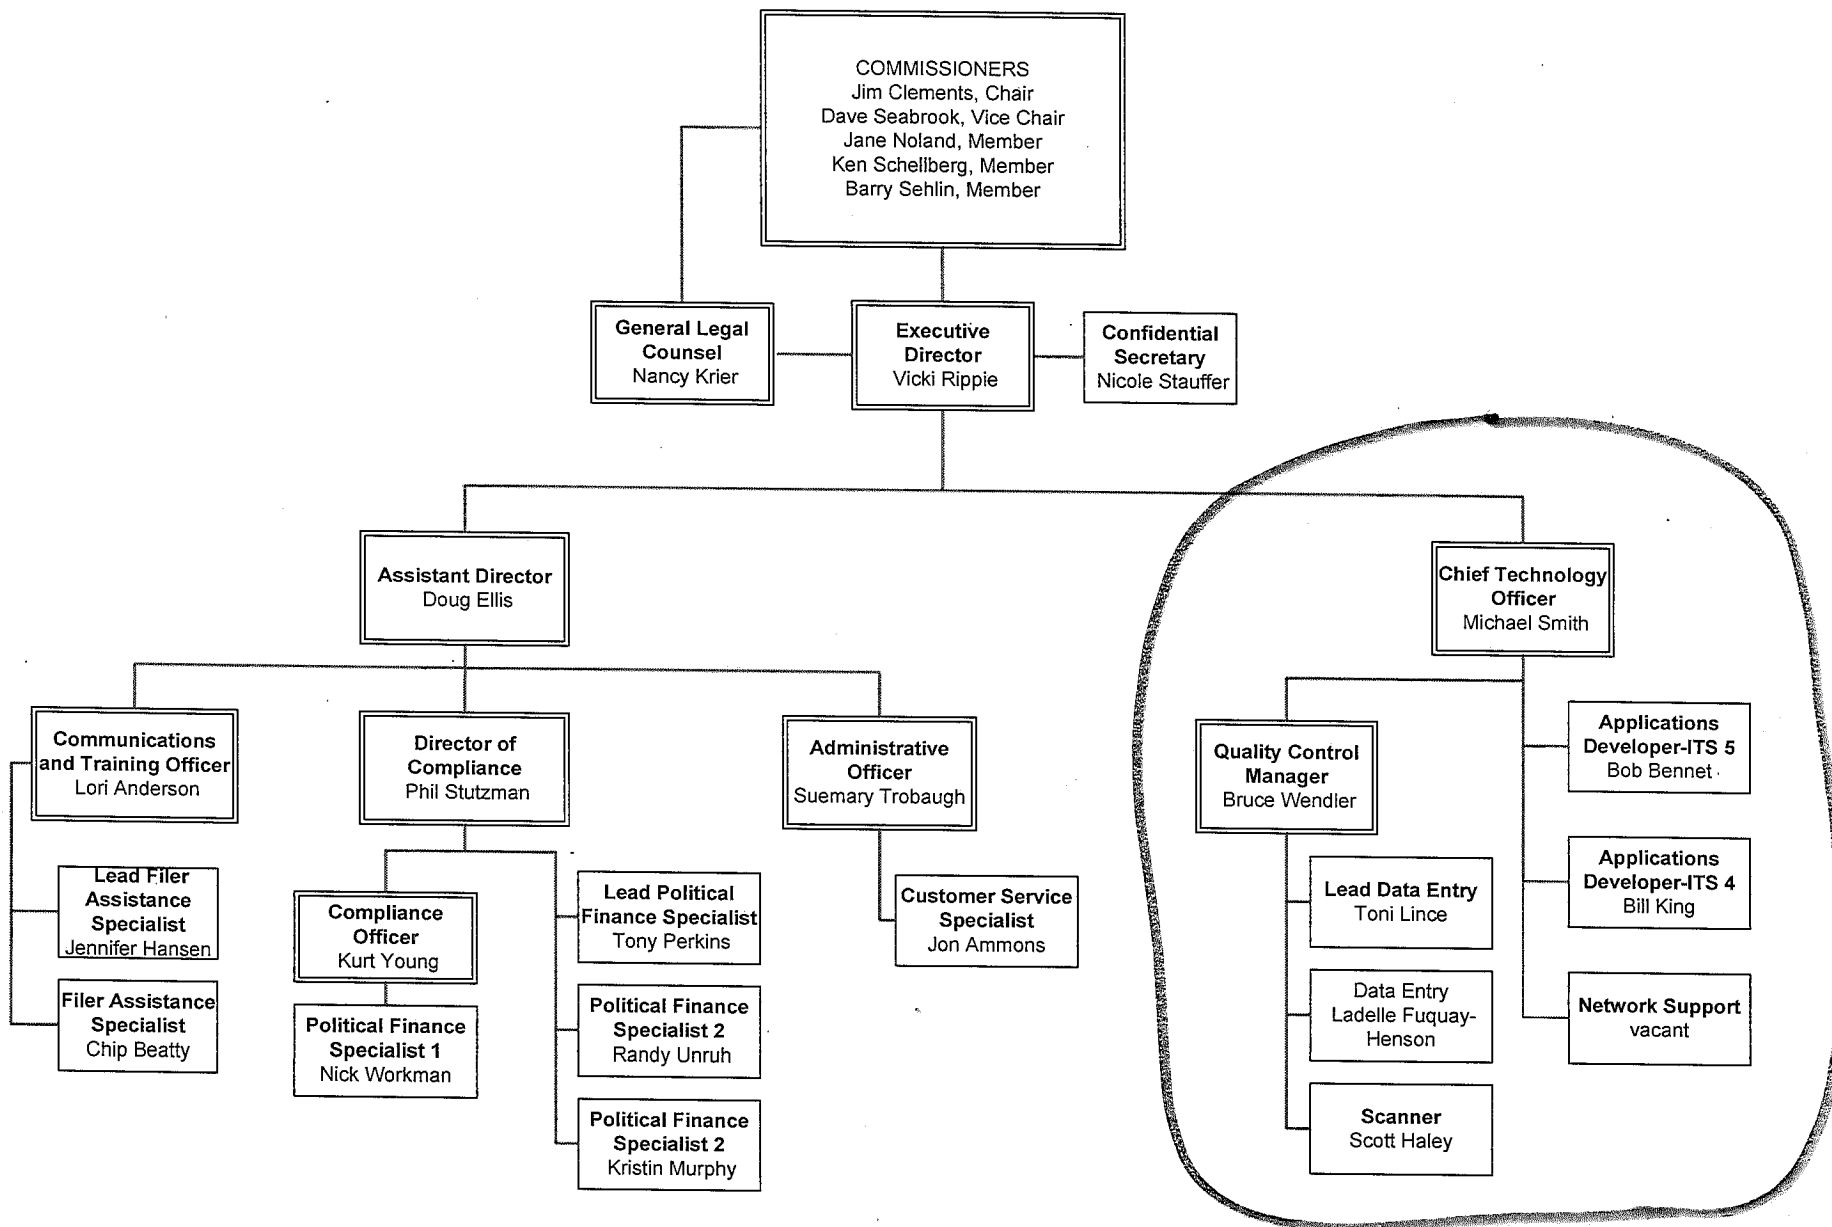 COMMISSIONERS
Jim Clements, Chair
Dave Seabrook, Vice Chair
Jane Noland, Member
Ken Schellberg, Member
Barry Sehlin, Member
General Legal
Counsel
Nancy Krier
Executive
Director
Vicki Rippie
Confidential
Secretary
Nicole Stauffer
Assistant Director
Doug Ellis
Chief Technology
Officer
Michael Smith
Communications
and Training Officer
Lori Anderson
Lead Filer
Assistance
Specialist
Jennifer Hansen
Filer Assistance
Specialist
Chip Beatty
Director of
Compliance
Phil Stutzman
Compliance
Officer
Kurt Young
Political Finance
Specialist 1
Nick Workman
Lead Political
Finance Specialist
Tony Perkins
Political Finance
Specialist 2
Randy Unruh
Political Finance
Specialist 2
Kristin Murphy
Administrative
Officer
Suemary Trobaugh
Customer Service
Specialist
Jon Ammons
Quality Control
Manager
Bruce Wendler
Lead Data Entry
Toni Lince
Data Entry
Ladelle Fuquay-
Henson
Scanner
Scott Haley
Applications
Developer-ITS 5
Bob Bennet
Applications
Developer-ITS 4
Bill King
Network Support
vacant